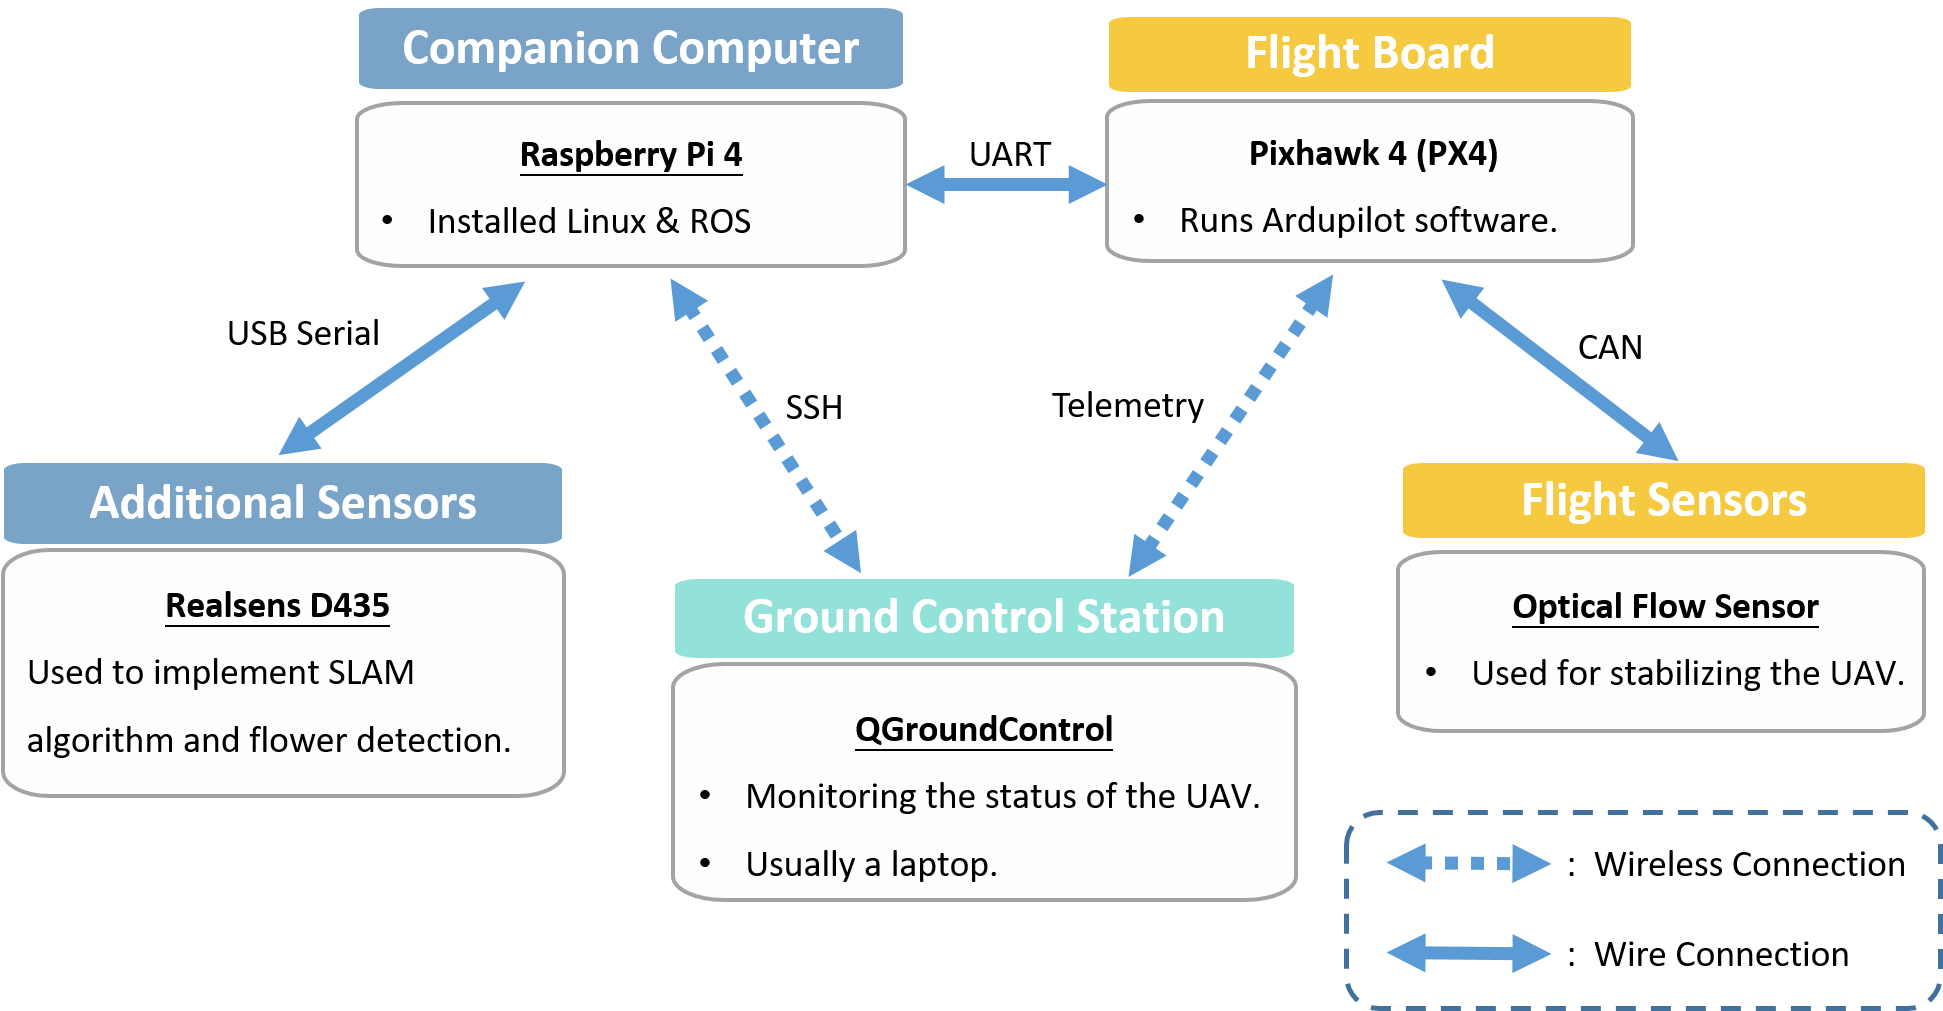 Companion Computer
Raspberry Pi 4
• Installed Linux & ROS
UART
Flight Board
Pixhawk 4 (PX4)
• Runs Ardupilot software.
USB Serial
SSH
Telemetry
CAN
Additional Sensors
Realsens D435
Used to implement SLAM
algorithm and flower detection.
Ground Control Station
QGroundControl
• Monitoring the status of the UAV.
• Usually a laptop.
Flight Sensors
Optical Flow Sensor
• Used for stabilizing the UAV.
: Wireless Connection
: Wire Connection